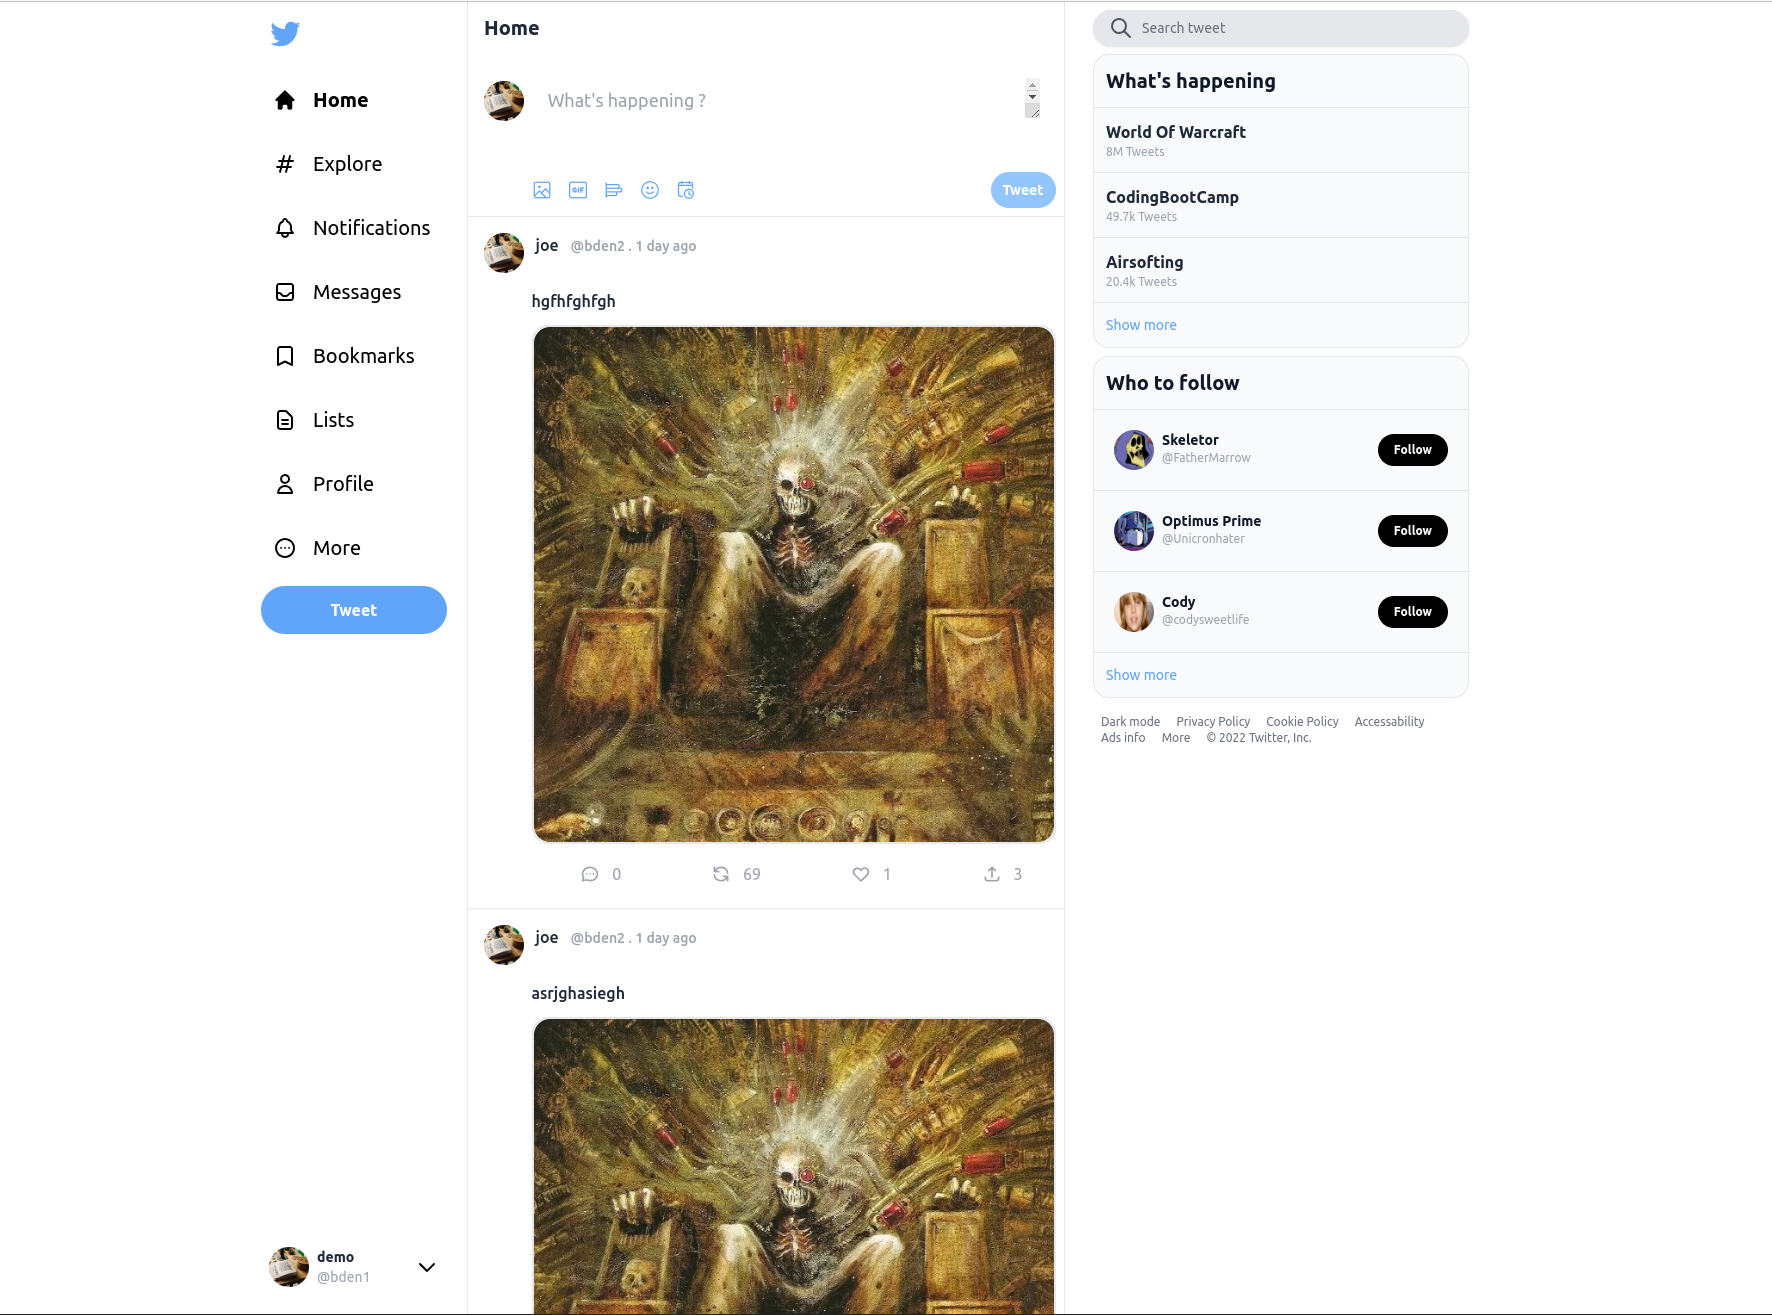 Home
Explore
Notifications
Messages
Bookmarks
Lists
Profile
More
Tweet
demo
@bden1
Home
What's happening ?
GIF
Tweet
joe @bden2 . 1 day ago
hgfhfghfgh
0 69 1 3
joe @bden2 . 1 day ago
asrjghasiegh
Search tweet
What's happening
World Of Warcraft
8M Tweets
CodingBootCamp
49.7k Tweets
Airsofting
20.4k Tweets
Show more
Who to follow
Skeletor
@FatherMarrow
Follow
Optimus Prime
@Unicronhater
Follow
Cody
@codysweetlife
Follow
Show more
Dark mode Privacy Policy Cookie Policy Accessability
Ads info More © 2022 Twitter, Inc.